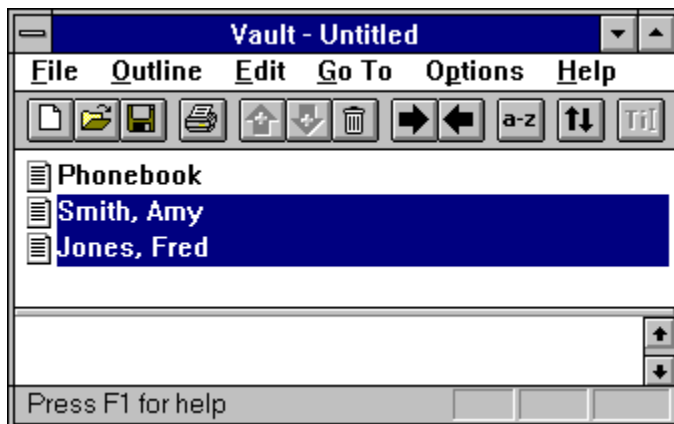 Vault - Untitled
File Outline Edit Go To Options Help
a-z
Phonebook
Smith, Amy
Jones, Fred
Press F1 for help